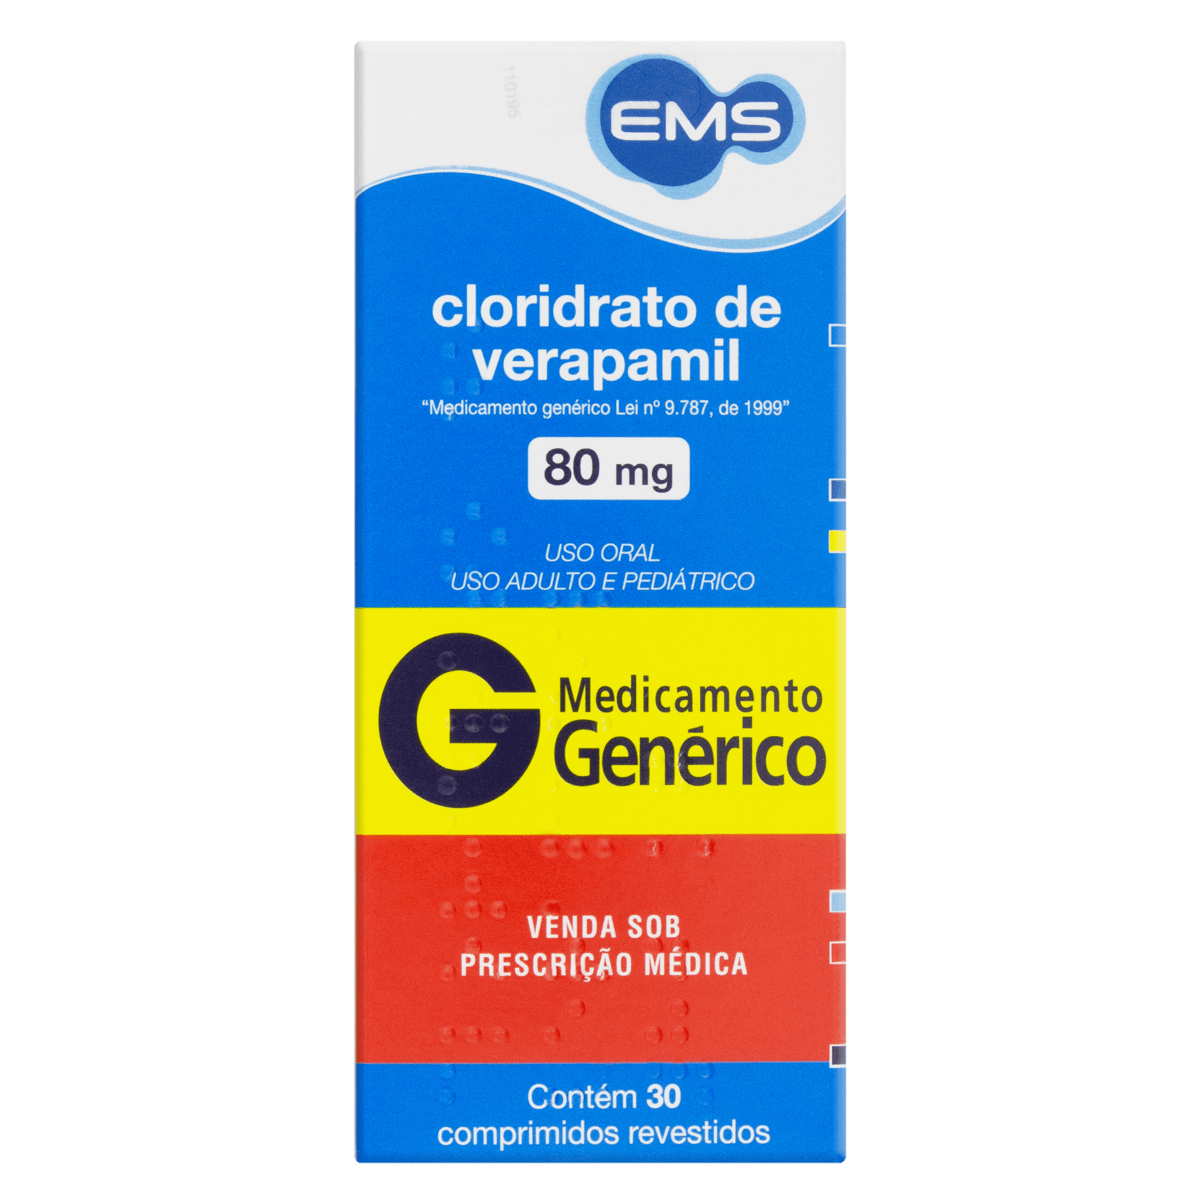 110195
EMS
cloridrato de
verapamil
“Medicamento genérico Lei nº 9.787, de 1999”
80 mg
USO ORAL
USO ADULTO E PEDIÁTRICO
G Medicamento
Genérico
VENDA SOB
PRESCRIÇÃO MÉDICA
Contém 30
comprimidos revestidos